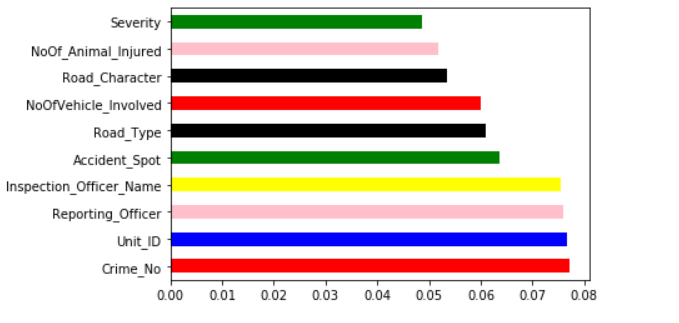 Severity
NoOf_Animal_Injured
Road_Character
NoOfVehicle_Involved
Road_Type
Accident_Spot
Inspection_Officer_Name
Reporting_Officer
Unit_ID
Crime_No
0.00 0.01 0.02 0.03 0.04 0.05 0.06 0.07 0.08